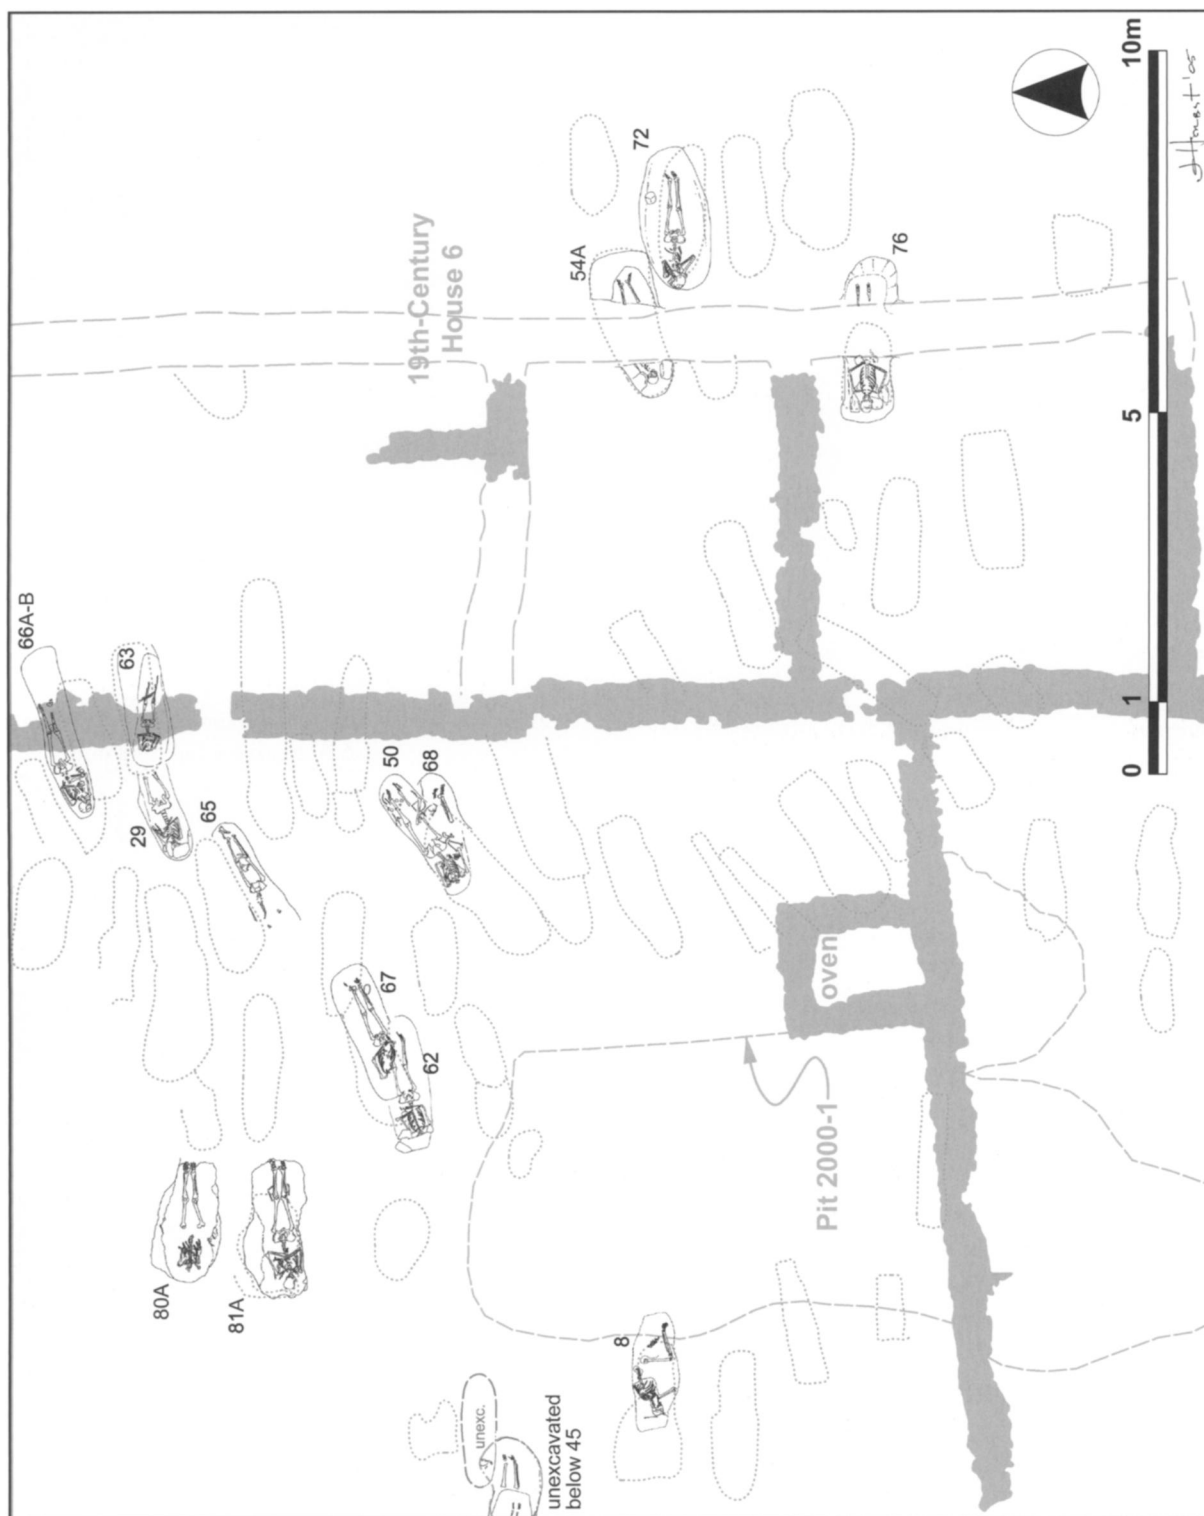 10m
5
1
0
72
54A
76
19th-Century
House 6
66A-B
63
29
65
50
68
67
62
oven
Pit 2000-1
80A
81A
8
unexc.
unexcavated
below 45